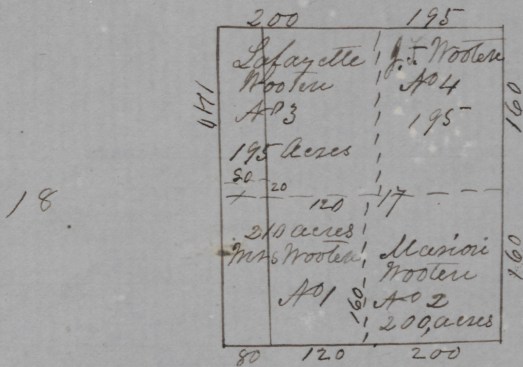 200 195
Lafayette
Wooten
No 3
195 acres
J. T. Wooten
No 4
195
140
160
18
50
20
120
17
210 acres
Mrs Wooten
No 1
160
Marion
Wooten
No 2
200, acres
160
80 120 200